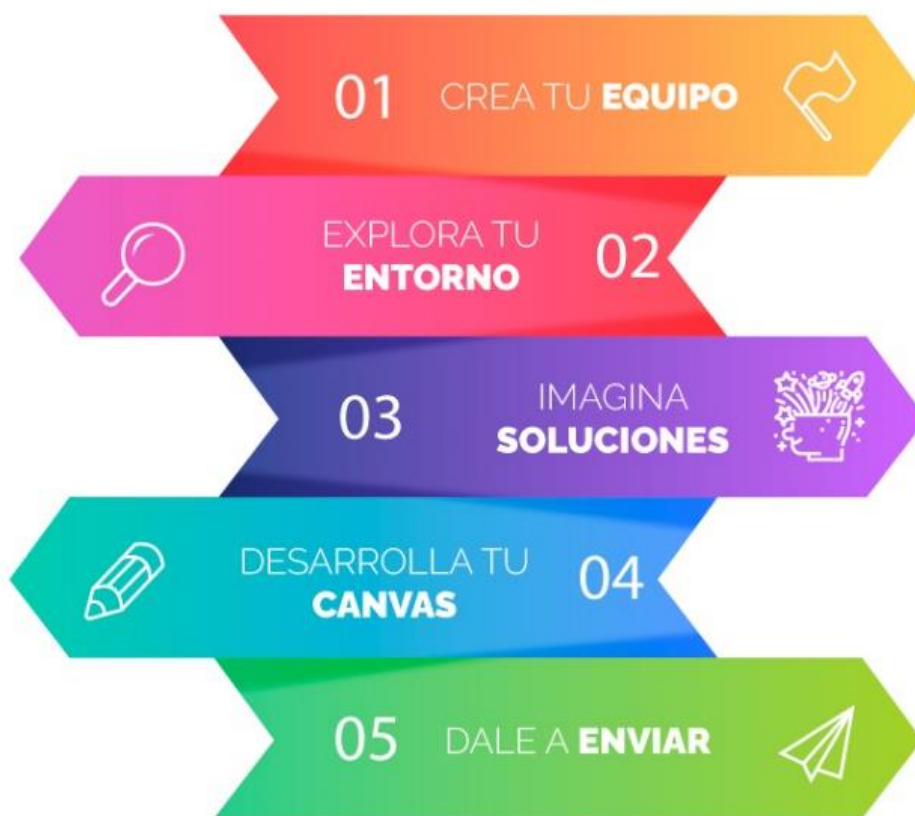 01 CREA TU EQUIPO
EXPLORA TU
ENTORNO 02
03 IMAGINA
SOLUCIONES
DESARROLLA TU
CANVAS 04
05 DALE A ENVIAR